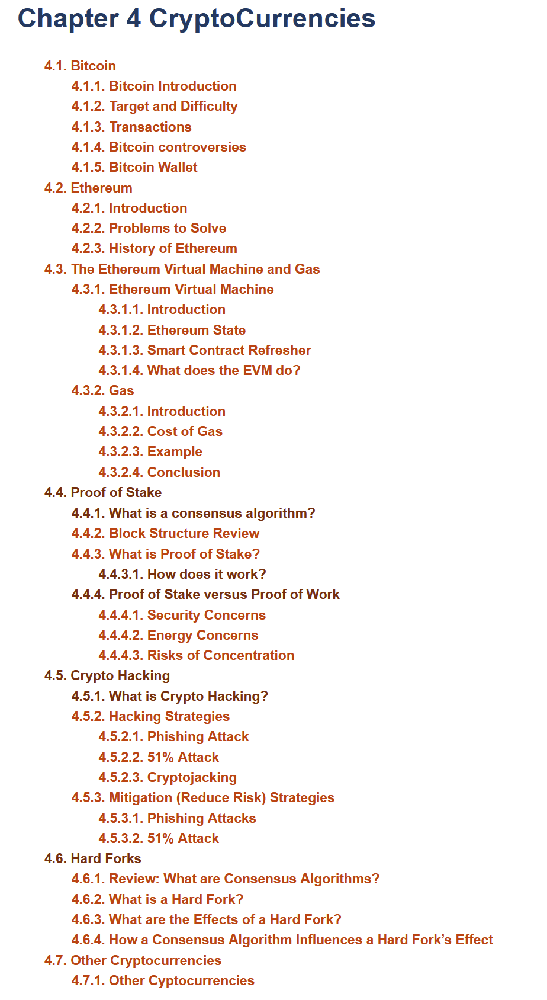 Chapter 4 CryptoCurrencies
4.1. Bitcoin
4.1.1. Bitcoin Introduction
4.1.2. Target and Difficulty
4.1.3. Transactions
4.1.4. Bitcoin controversies
4.1.5. Bitcoin Wallet
4.2. Ethereum
4.2.1. Introduction
4.2.2. Problems to Solve
4.2.3. History of Ethereum
4.3. The Ethereum Virtual Machine and Gas
4.3.1. Ethereum Virtual Machine
4.3.1.1. Introduction
4.3.1.2. Ethereum State
4.3.1.3. Smart Contract Refresher
4.3.1.4. What does the EVM do?
4.3.2. Gas
4.3.2.1. Introduction
4.3.2.2. Cost of Gas
4.3.2.3. Example
4.3.2.4. Conclusion
4.4. Proof of Stake
4.4.1. What is a consensus algorithm?
4.4.2. Block Structure Review
4.4.3. What is Proof of Stake?
4.4.3.1. How does it work?
4.4.4. Proof of Stake versus Proof of Work
4.4.4.1. Security Concerns
4.4.4.2. Energy Concerns
4.4.4.3. Risks of Concentration
4.5. Crypto Hacking
4.5.1. What is Crypto Hacking?
4.5.2. Hacking Strategies
4.5.2.1. Phishing Attack
4.5.2.2. 51% Attack
4.5.2.3. Cryptojacking
4.5.3. Mitigation (Reduce Risk) Strategies
4.5.3.1. Phishing Attacks
4.5.3.2. 51% Attack
4.6. Hard Forks
4.6.1. Review: What are Consensus Algorithms?
4.6.2. What is a Hard Fork?
4.6.3. What are the Effects of a Hard Fork?
4.6.4. How a Consensus Algorithm Influences a Hard Fork’s Effect
4.7. Other Cryptocurrencies
4.7.1. Other Cyptocurrencies